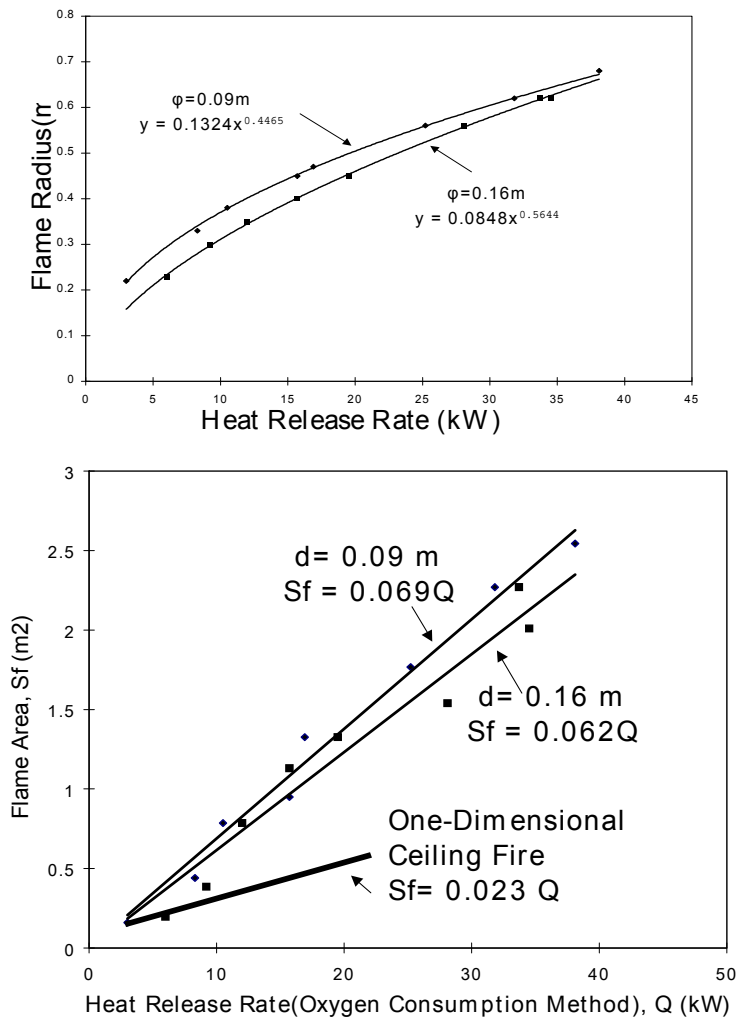 0.8
0.7
0.6
0.5
0.4
0.3
0.2
0.1
0
Flame Radius(m
φ=0.09m
y = 0.1324x^0.4465
φ=0.16m
y = 0.0848x^0.5644
0 5 10 15 20 25 30 35 40 45
Heat Release Rate (kW)
3
2.5
2
1.5
1
0.5
0
Flame Area, Sf (m2)
d= 0.09 m
Sf = 0.069Q
d= 0.16 m
Sf = 0.062Q
One-Dimensional
Ceiling Fire
Sf= 0.023 Q
0 10 20 30 40 50
Heat Release Rate(Oxygen Consumption Method), Q (kW)